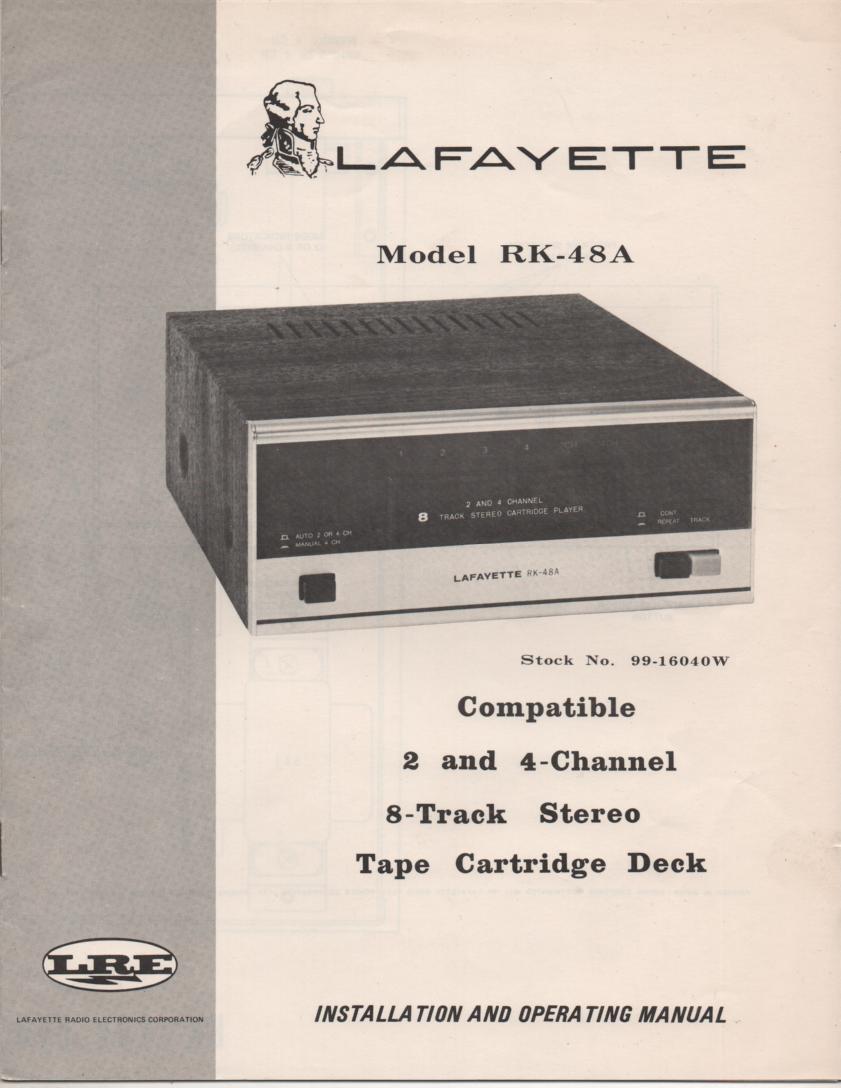 LAFAYETTE
Model RK-48A
1 2 3 4
2 AND 4 CHANNEL
8 TRACK STEREO CARTRIDGE PLAYER
AUTO 2 OR 4 CH
MANUAL 4 CH
CONT.
REPEAT TRACK
LAFAYETTE RK-48A
Stock No. 99-16040W
Compatible
2 and 4-Channel
8-Track Stereo
Tape Cartridge Deck
LRE
LAFAYETTE RADIO ELECTRONICS CORPORATION
INSTALLATION AND OPERATING MANUAL